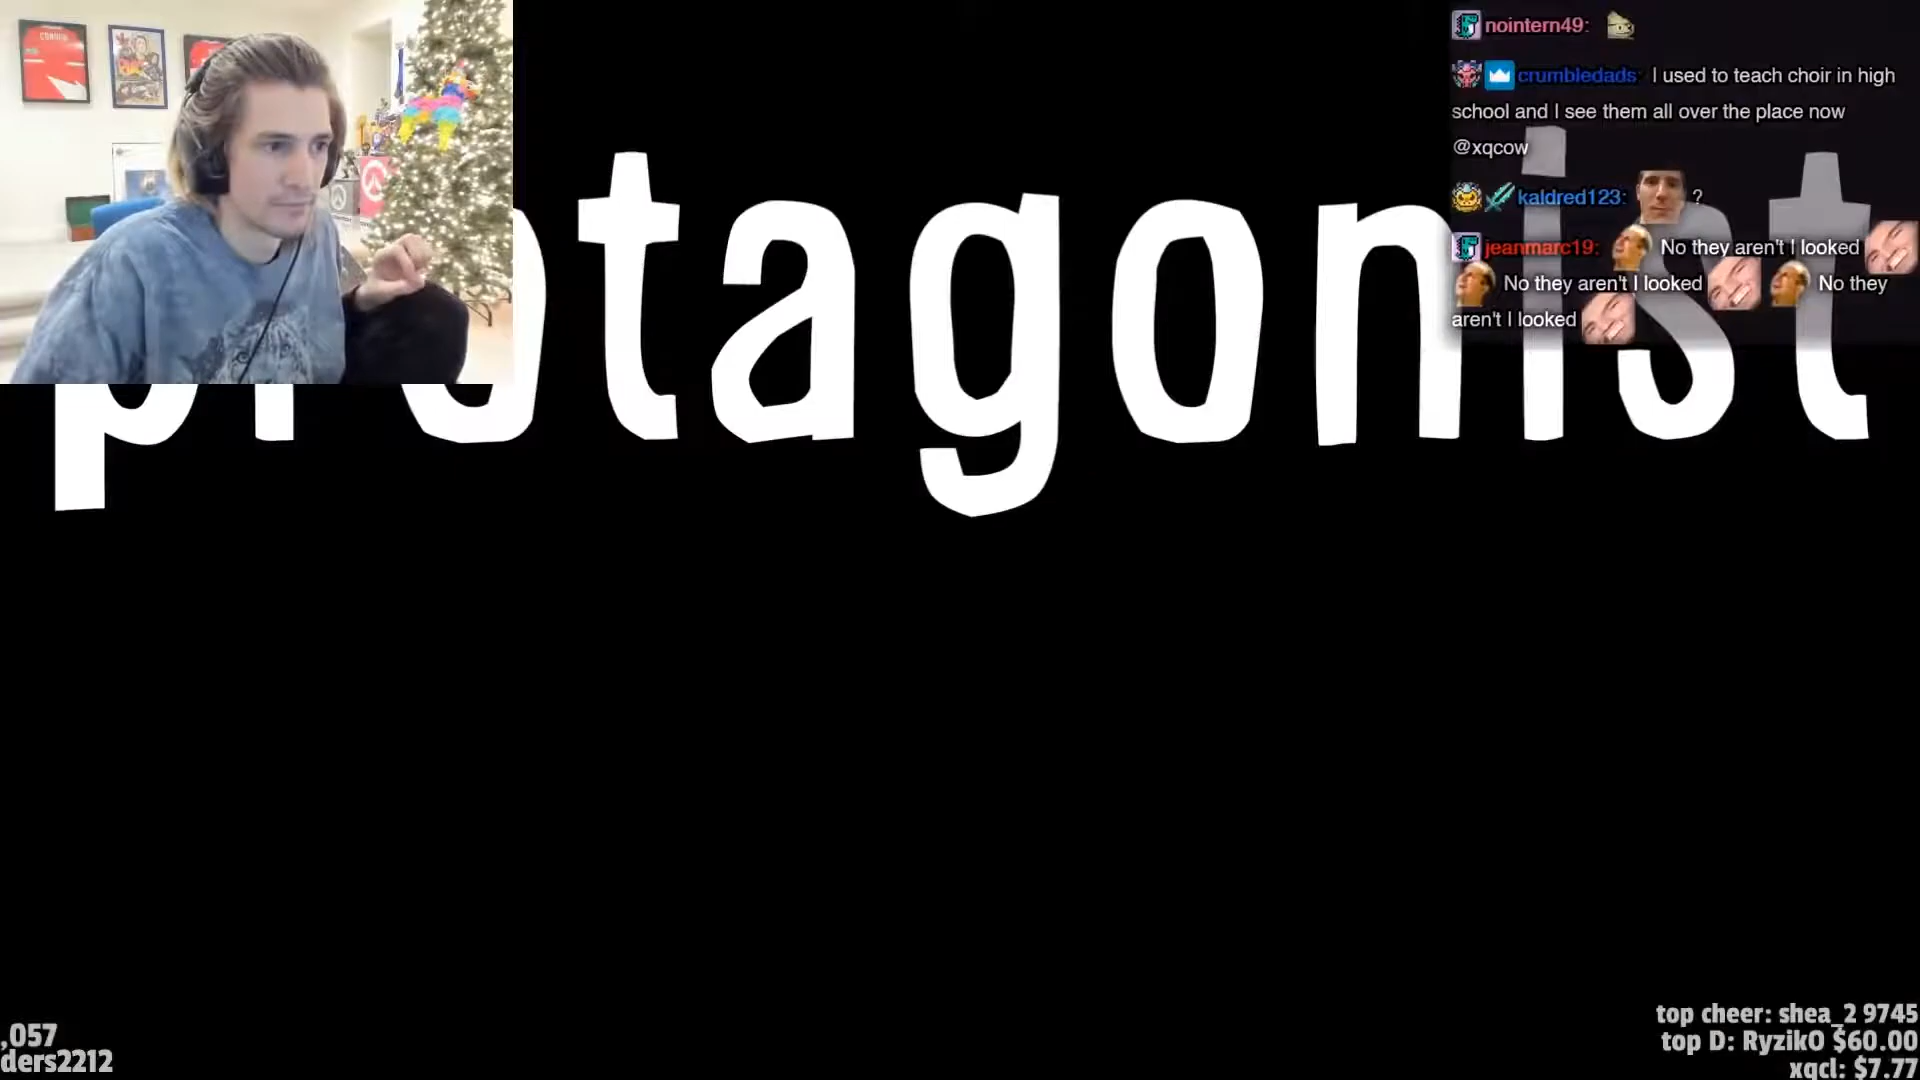 nointern49:
crumbledads: I used to teach choir in high
school and I see them all over the place now
@xqcow
kaldred123: ?
jeanmarc19: No they aren't I looked
No they aren't I looked No they
aren't I looked
protagonist
,057
ders2212
top cheer: shea_2 9745
top D: RyzikO $60.00
xqcl: $7.77